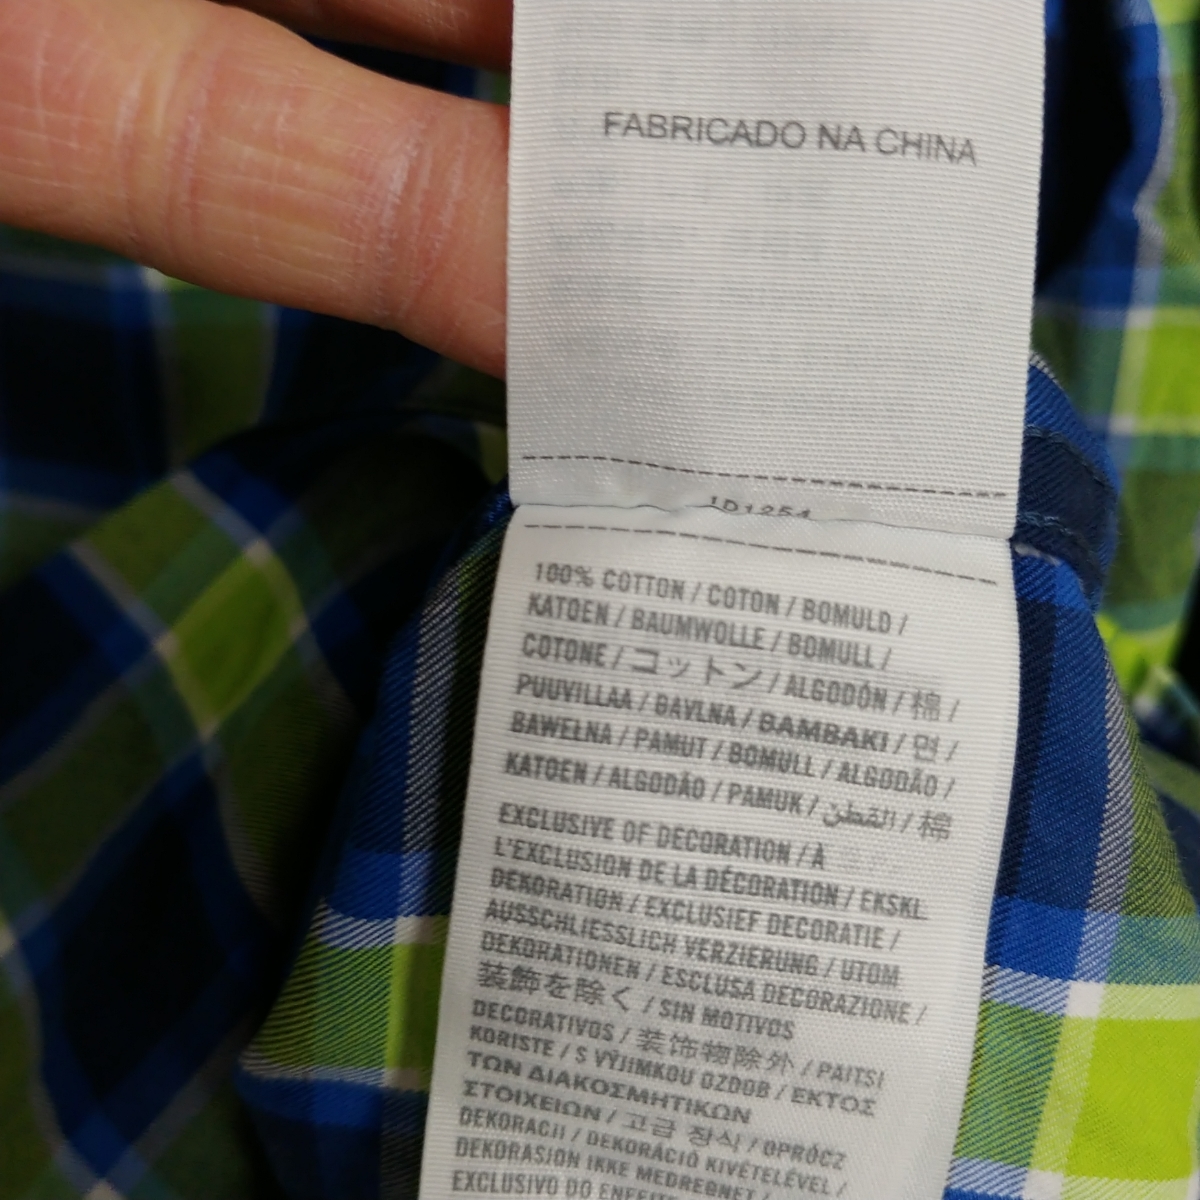 FABRICADO NA CHINA
100% COTTON / COTON / BOMULD /
KATOEN / BAUMWOLLE / BOMULL /
COTONE / コットン / ALGODÓN / 棉 /
PUUVILLAA / BAVLNA / BAMBAKI / 면 /
BAWEŁNA / PAMUT / BOMULL / ALGODÃO /
KATOEN / ALGODÃO / PAMUK / القطن / 棉
EXCLUSIVE OF DECORATION / À
L'EXCLUSION DE LA DÉCORATION / EKSKL.
DEKORATION / EXCLUSIEF DECORATIE /
AUSSCHLIESSLICH VERZIERUNG / UTOM
DEKORATIONEN / ESCLUSA DECORAZIONE /
装飾を除く / SIN MOTIVOS
DECORATIVOS / 装饰物除外 / PAITSI
KORISTE / S VÝJIMKOU OZDOB / ΕΚΤΟΣ
ΤΩΝ ΔΙΑΚΟΣΜΗΤΙΚΩΝ
ΣΤΟΙΧΕΙΩΝ / 고급 장식 / OPRÓCZ
DEKORACJI / DEKORÁCIÓ KIVÉTELÉVEL /
DEKORASJON IKKE MEDREGNET /
EXCLUSIVO DO